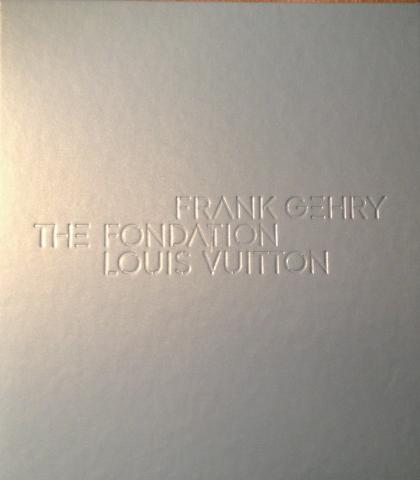 FRANK GEHRY
THE FONDATION
LOUIS VUITTON